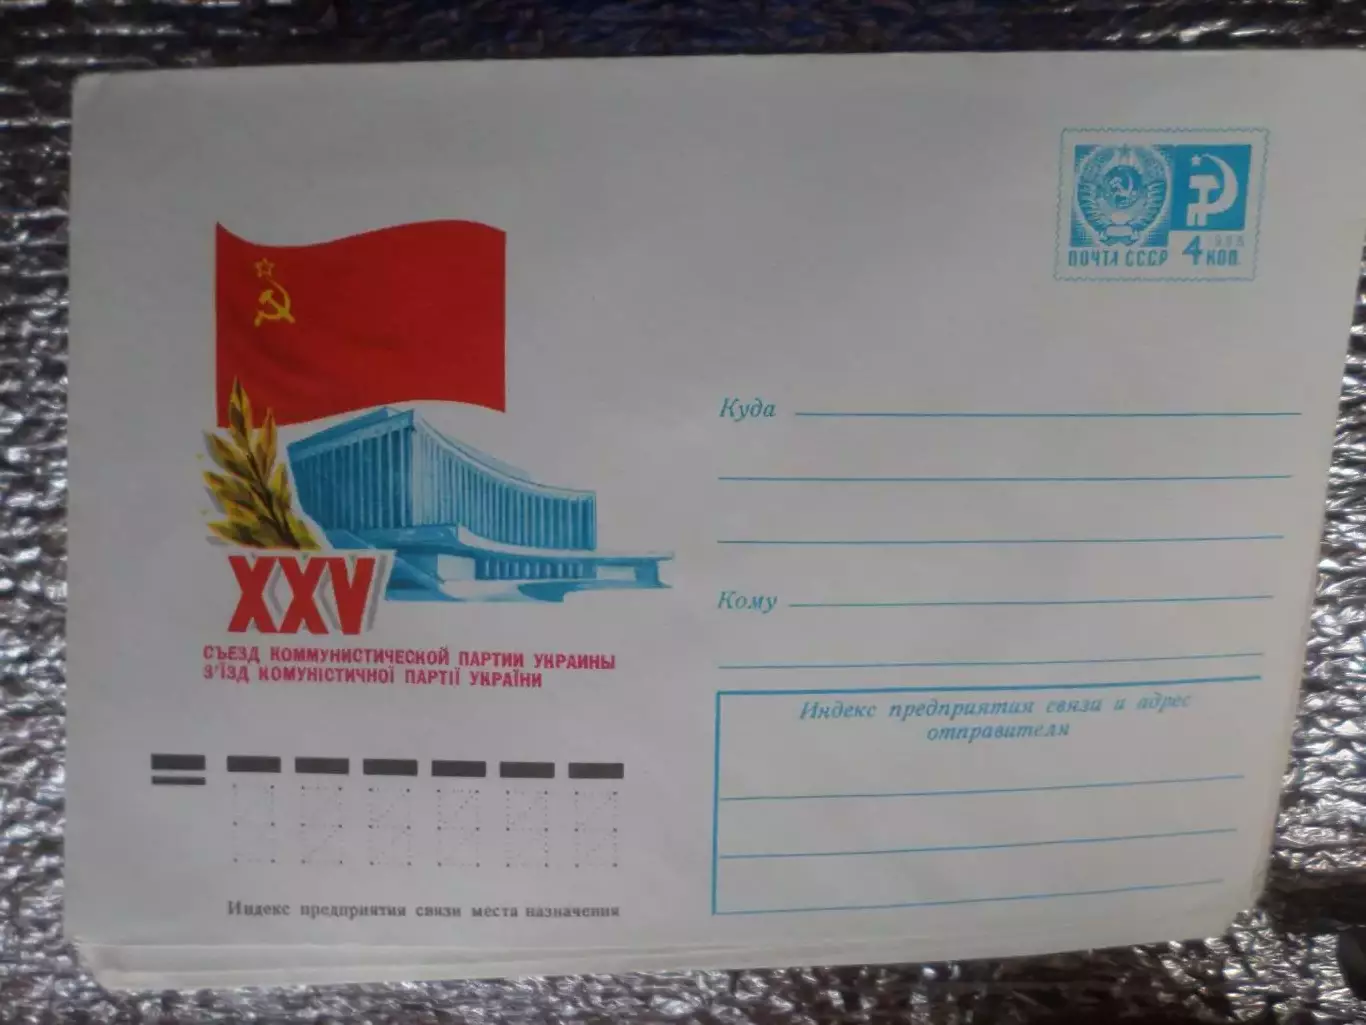 ПОЧТА СССР 4 КОП.
Куда
Кому
XXV
СЪЕЗД КОММУНИСТИЧЕСКОЙ ПАРТИИ УКРАИНЫ
З'ЇЗД КОМУНІСТИЧНОЇ ПАРТІЇ УКРАЇНИ
Индекс предприятия связи и адрес
отправителя
Индекс предприятия связи места назначения